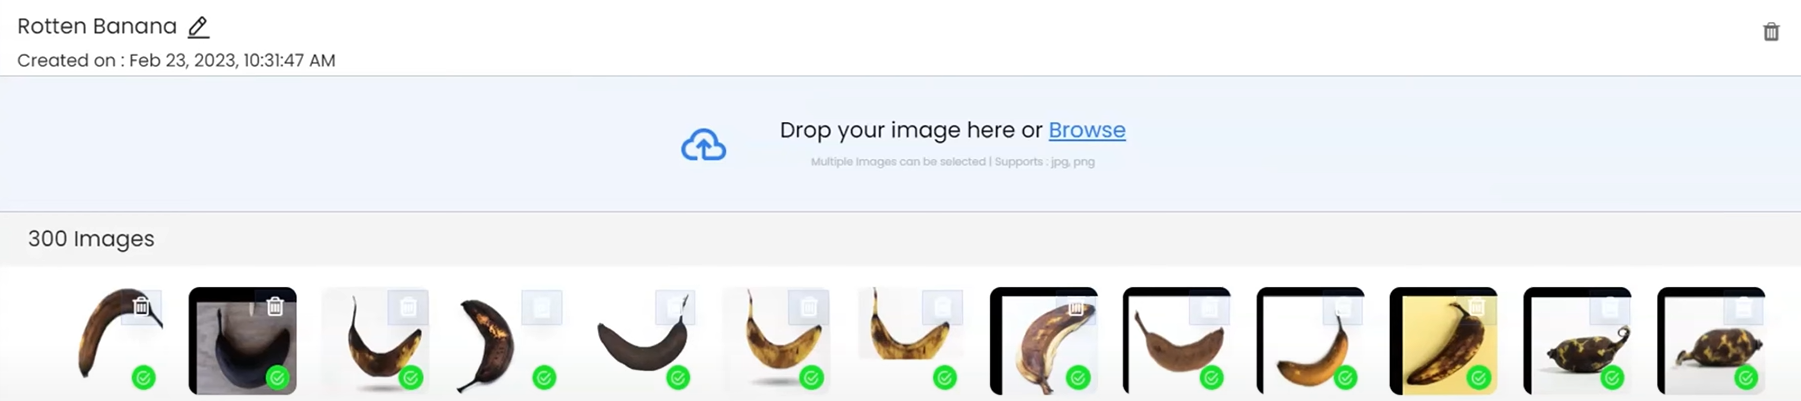 Rotten Banana
Created on : Feb 23, 2023, 10:31:47 AM
Drop your image here or Browse
Multiple Images can be selected | Supports : jpg, png
300 Images